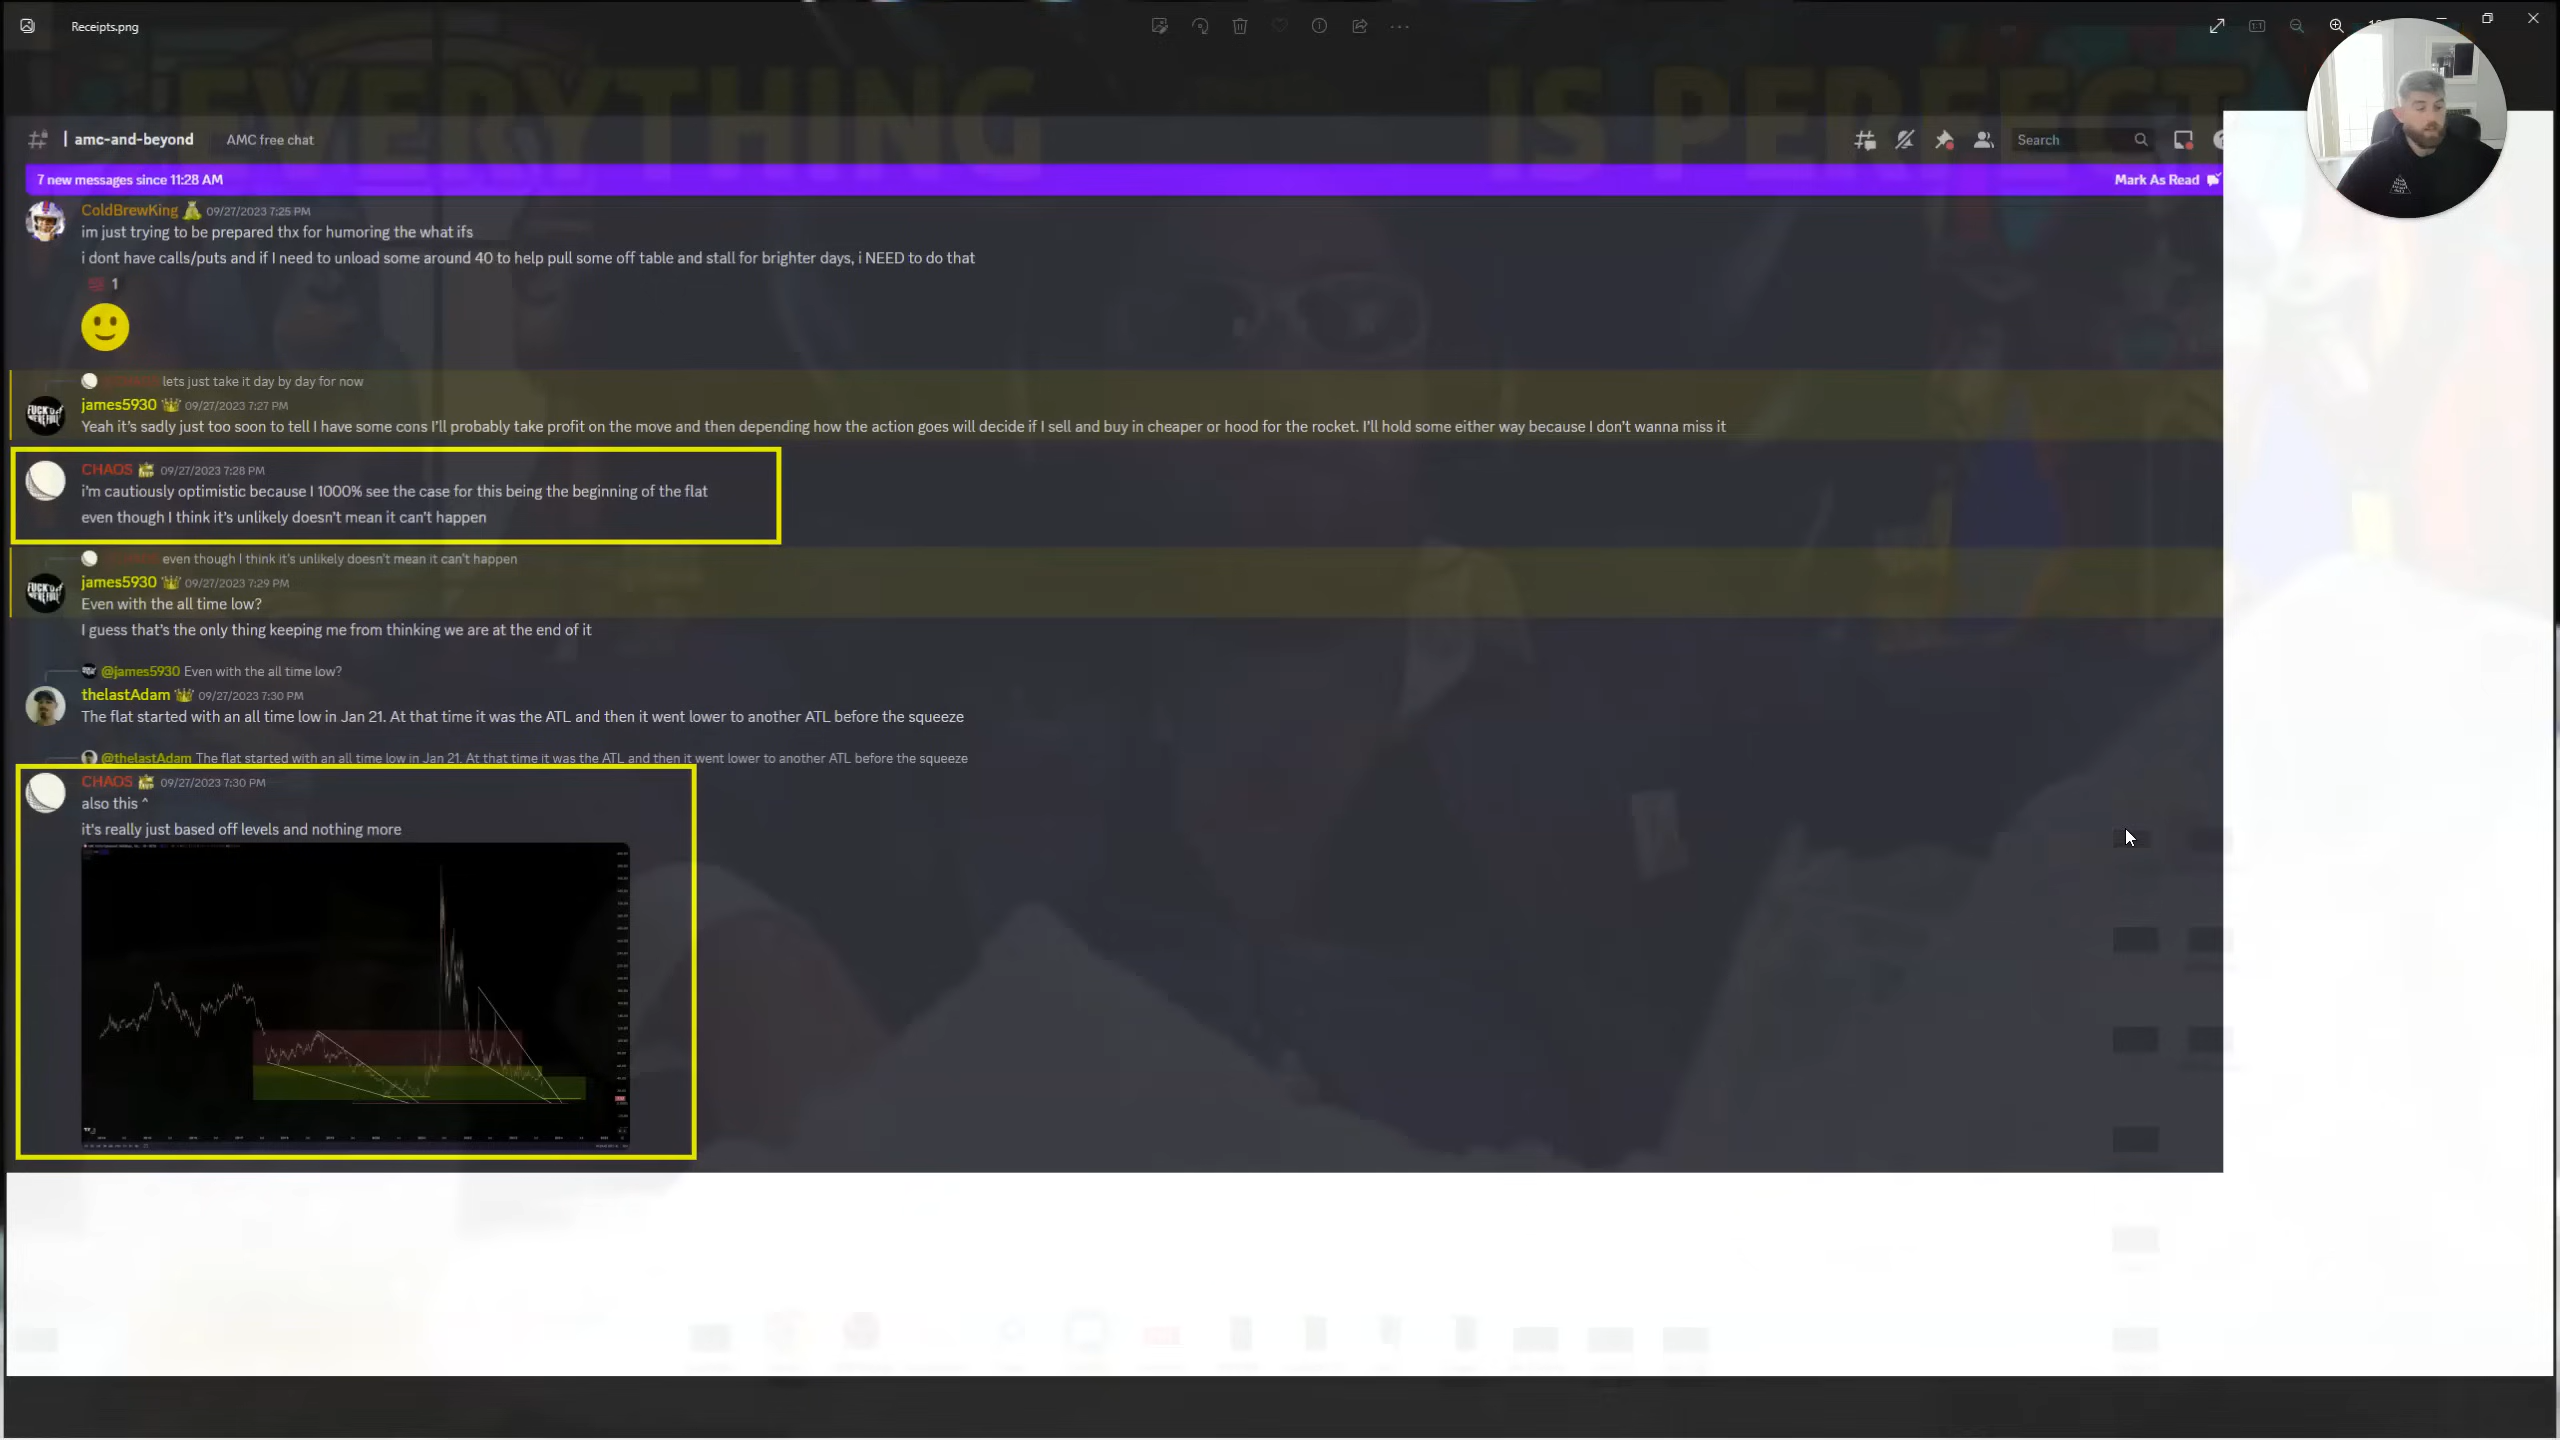 Receipts.png
EVERYTHING IS PERFECT
amc-and-beyond AMC free chat Search
7 new messages since 11:28 AM Mark As Read
ColdBrewKing 09/27/2023 7:25 PM
im just trying to be prepared thx for humoring the what ifs
i dont have calls/puts and if I need to unload some around 40 to help pull some off table and stall for brighter days, i NEED to do that
1
lets just take it day by day for now
james5930 09/27/2023 7:27 PM
Yeah it's sadly just too soon to tell I have some cons I'll probably take profit on the move and then depending how the action goes will decide if I sell and buy in cheaper or hood for the rocket. I'll hold some either way because I don't wanna miss it
CHAOS 09/27/2023 7:28 PM
i'm cautiously optimistic because I 1000% see the case for this being the beginning of the flat
even though I think it's unlikely doesn't mean it can't happen
even though I think it's unlikely doesn't mean it can't happen
james5930 09/27/2023 7:29 PM
Even with the all time low?
I guess that's the only thing keeping me from thinking we are at the end of it
@james5930 Even with the all time low?
thelastAdam 09/27/2023 7:30 PM
The flat started with an all time low in Jan 21. At that time it was the ATL and then it went lower to another ATL before the squeeze
@thelastAdam The flat started with an all time low in Jan 21. At that time it was the ATL and then it went lower to another ATL before the squeeze
CHAOS 09/27/2023 7:30 PM
also this ^
it's really just based off levels and nothing more